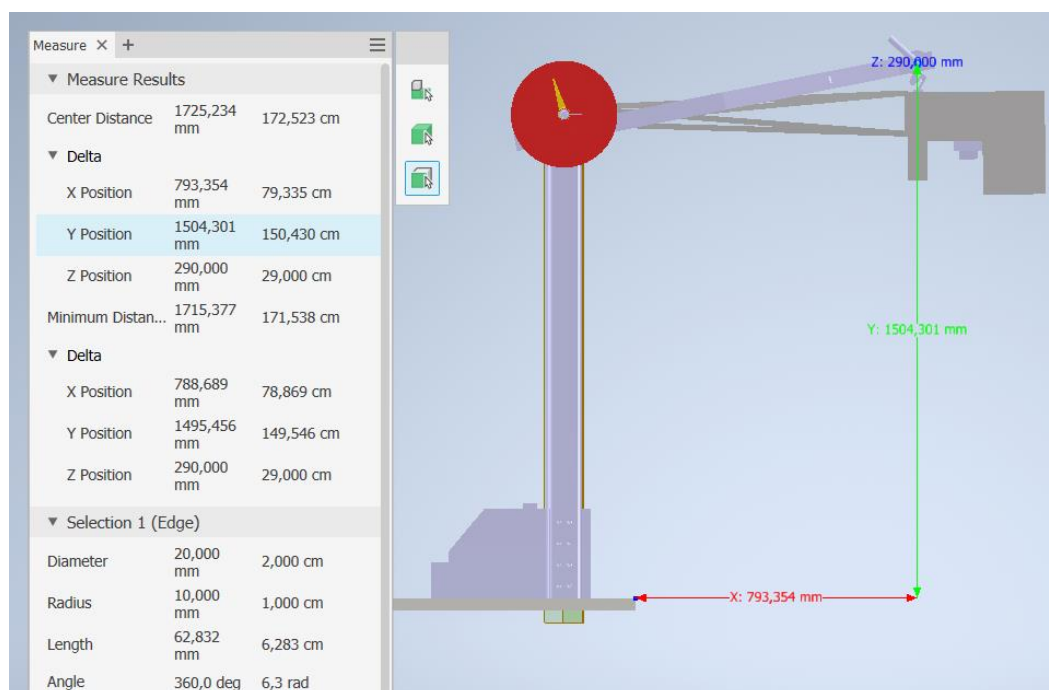 Measure × +
Measure Results
Center Distance 1725,234 mm 172,523 cm
Delta
X Position 793,354 mm 79,335 cm
Y Position 1504,301 mm 150,430 cm
Z Position 290,000 mm 29,000 cm
Minimum Distan... 1715,377 mm 171,538 cm
Delta
X Position 788,689 mm 78,869 cm
Y Position 1495,456 mm 149,546 cm
Z Position 290,000 mm 29,000 cm
Selection 1 (Edge)
Diameter 20,000 mm 2,000 cm
Radius 10,000 mm 1,000 cm
Length 62,832 mm 6,283 cm
Angle 360,0 deg 6,3 rad
Z: 290,000 mm
Y: 1504,301 mm
X: 793,354 mm